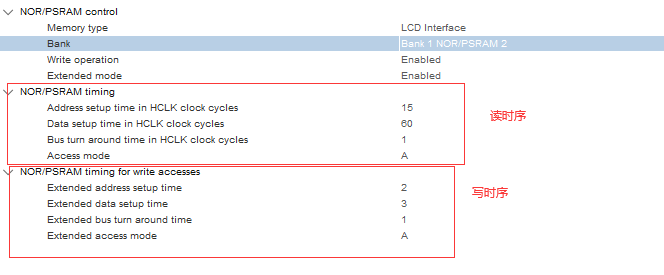 NOR/PSRAM control
Memory type LCD Interface
Bank Bank 1 NOR/PSRAM 2
Write operation Enabled
Extended mode Enabled
NOR/PSRAM timing
Address setup time in HCLK clock cycles 15
Data setup time in HCLK clock cycles 60
Bus turn around time in HCLK clock cycles 1
Access mode A
读时序
NOR/PSRAM timing for write accesses
Extended address setup time 2
Extended data setup time 3
Extended bus turn around time 1
Extended access mode A
写时序